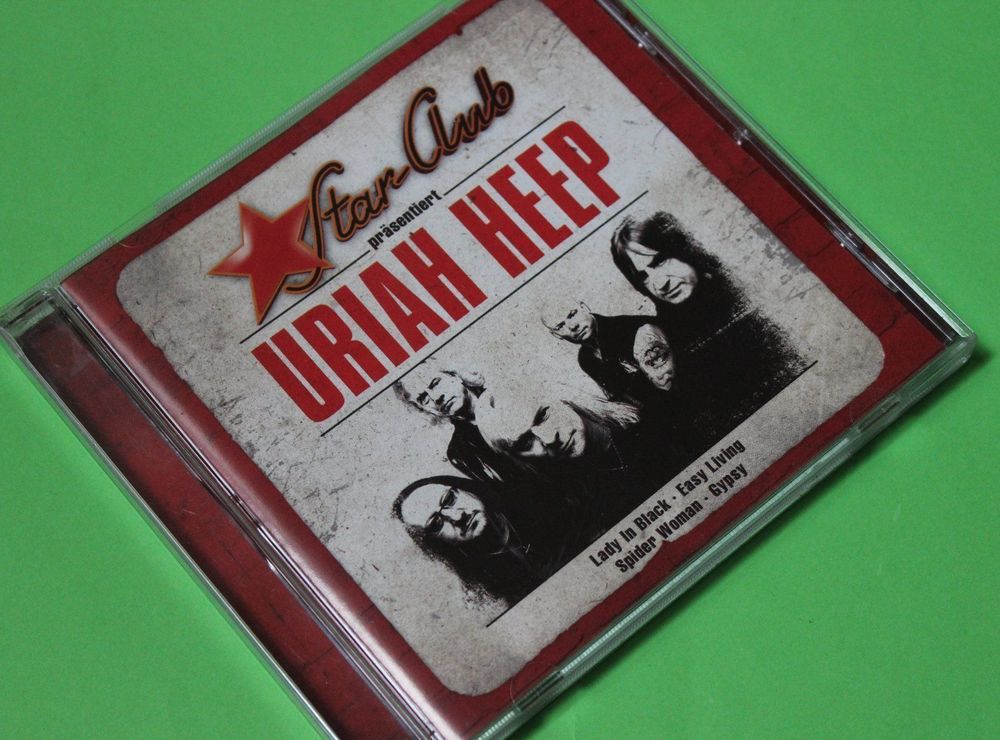 Star-Club
präsentiert
URIAH HEEP
Lady In Black · Easy Living
Spider Woman · Gypsy